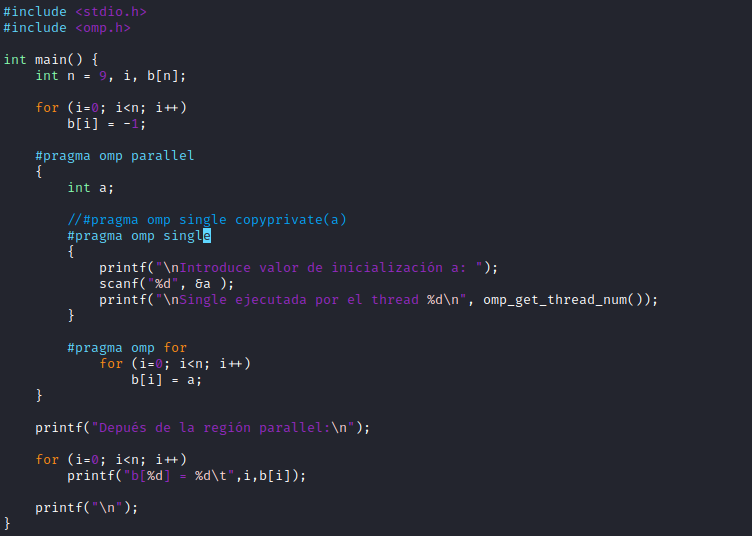 #include <stdio.h>
#include <omp.h>

int main() {
    int n = 9, i, b[n];

    for (i=0; i<n; i++)
        b[i] = -1;

    #pragma omp parallel
    {
        int a;

        //#pragma omp single copyprivate(a)
        #pragma omp single
        {
            printf("\nIntroduce valor de inicialización a: ");
            scanf("%d", &a );
            printf("\nSingle ejecutada por el thread %d\n", omp_get_thread_num());
        }

        #pragma omp for
            for (i=0; i<n; i++)
                b[i] = a;
    }

    printf("Depués de la región parallel:\n");

    for (i=0; i<n; i++)
        printf("b[%d] = %d\t",i,b[i]);

    printf("\n");
}